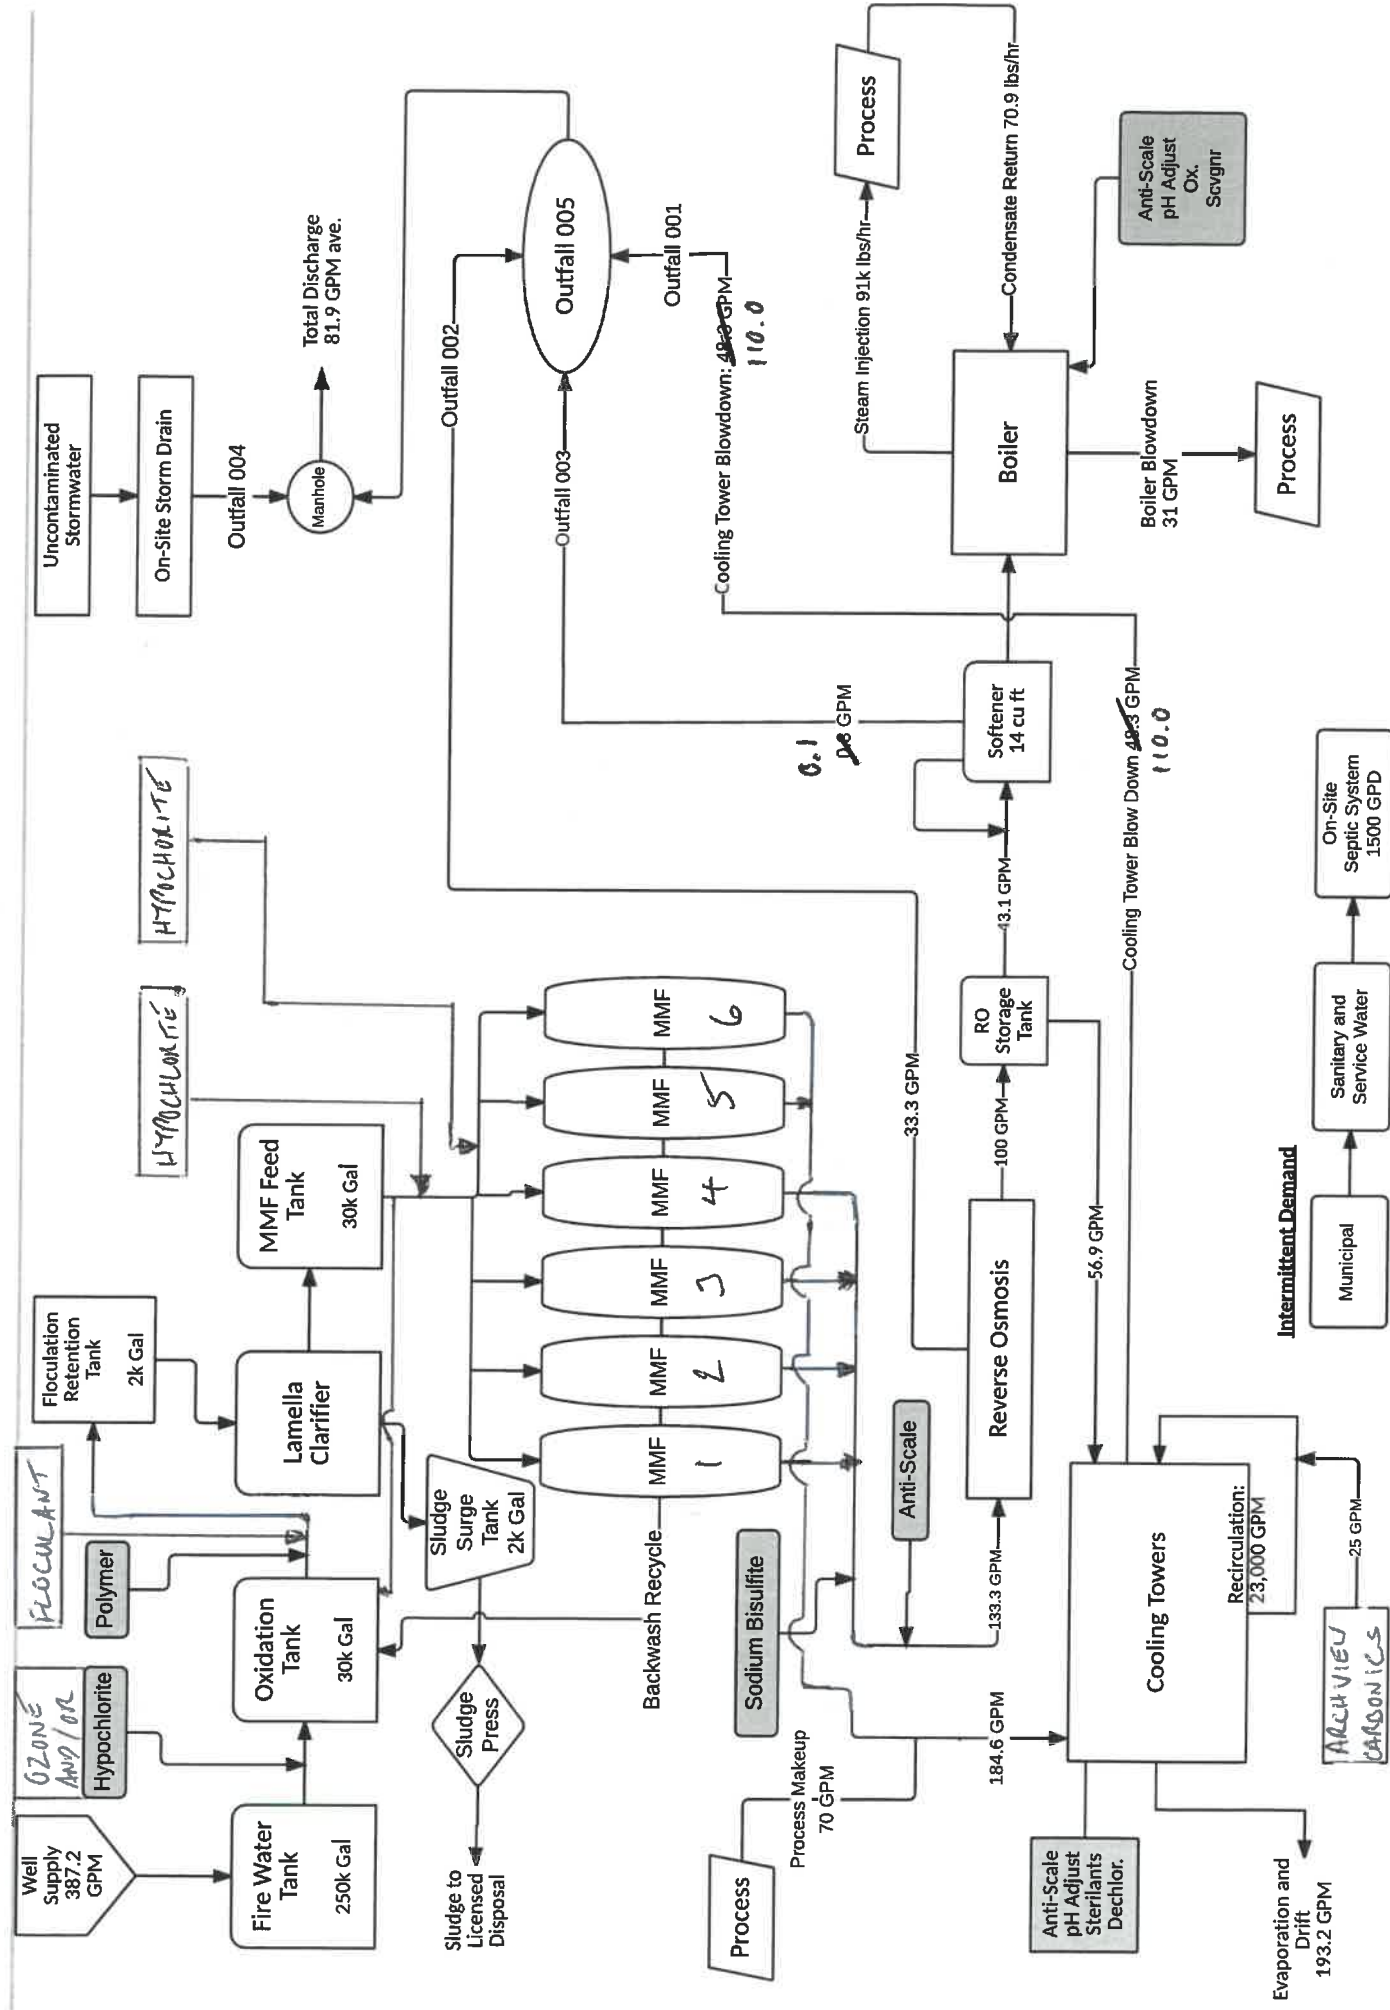 Well
Supply
387.2
GPM
OZONE
AND/OR
Hypochlorite
FLOCULANT
Polymer
Floculation
Retention
Tank
2k Gal
HYPOCHLORITE
HYPOCHORITE
Uncontaminated
Stormwater
On-Site Storm Drain
Outfall 004
Manhole
Total Discharge
81.9 GPM ave.
Fire Water
Tank
250k Gal
Oxidation
Tank
30k Gal
Lamella
Clarifier
MMF Feed
Tank
30k Gal
Sludge to
Licensed
Disposal
Sludge
Press
Sludge
Surge
Tank
2k Gal
Outfall 002
Outfall 005
Outfall 003
Outfall 001
Backwash Recycle
MMF
1
MMF
2
MMF
3
MMF
4
MMF
5
MMF
6
Cooling Tower Blowdown: 48.3 GPM
110.0
Process
Process Makeup
70 GPM
Sodium Bisulfite
Anti-Scale
33.3 GPM
0.1
0.8 GPM
Steam Injection 91k lbs/hr
Process
184.6 GPM
133.3 GPM
Reverse Osmosis
100 GPM
RO
Storage
Tank
43.1 GPM
Softener
14 cu ft
Boiler
Condensate Return 70.9 lbs/hr
Anti-Scale
pH Adjust
Sterilants
Dechlor.
Cooling Towers
56.9 GPM
Cooling Tower Blow Down 48.3 GPM
110.0
Boiler Blowdown
31 GPM
Anti-Scale
pH Adjust
Ox.
Scvgnr
Process
Recirculation:
23,000 GPM
Evaporation and
Drift
193.2 GPM
25 GPM
ARCHVIEW
CARBONICS
Intermittent Demand
Municipal
Sanitary and
Service Water
On-Site
Septic System
1500 GPD